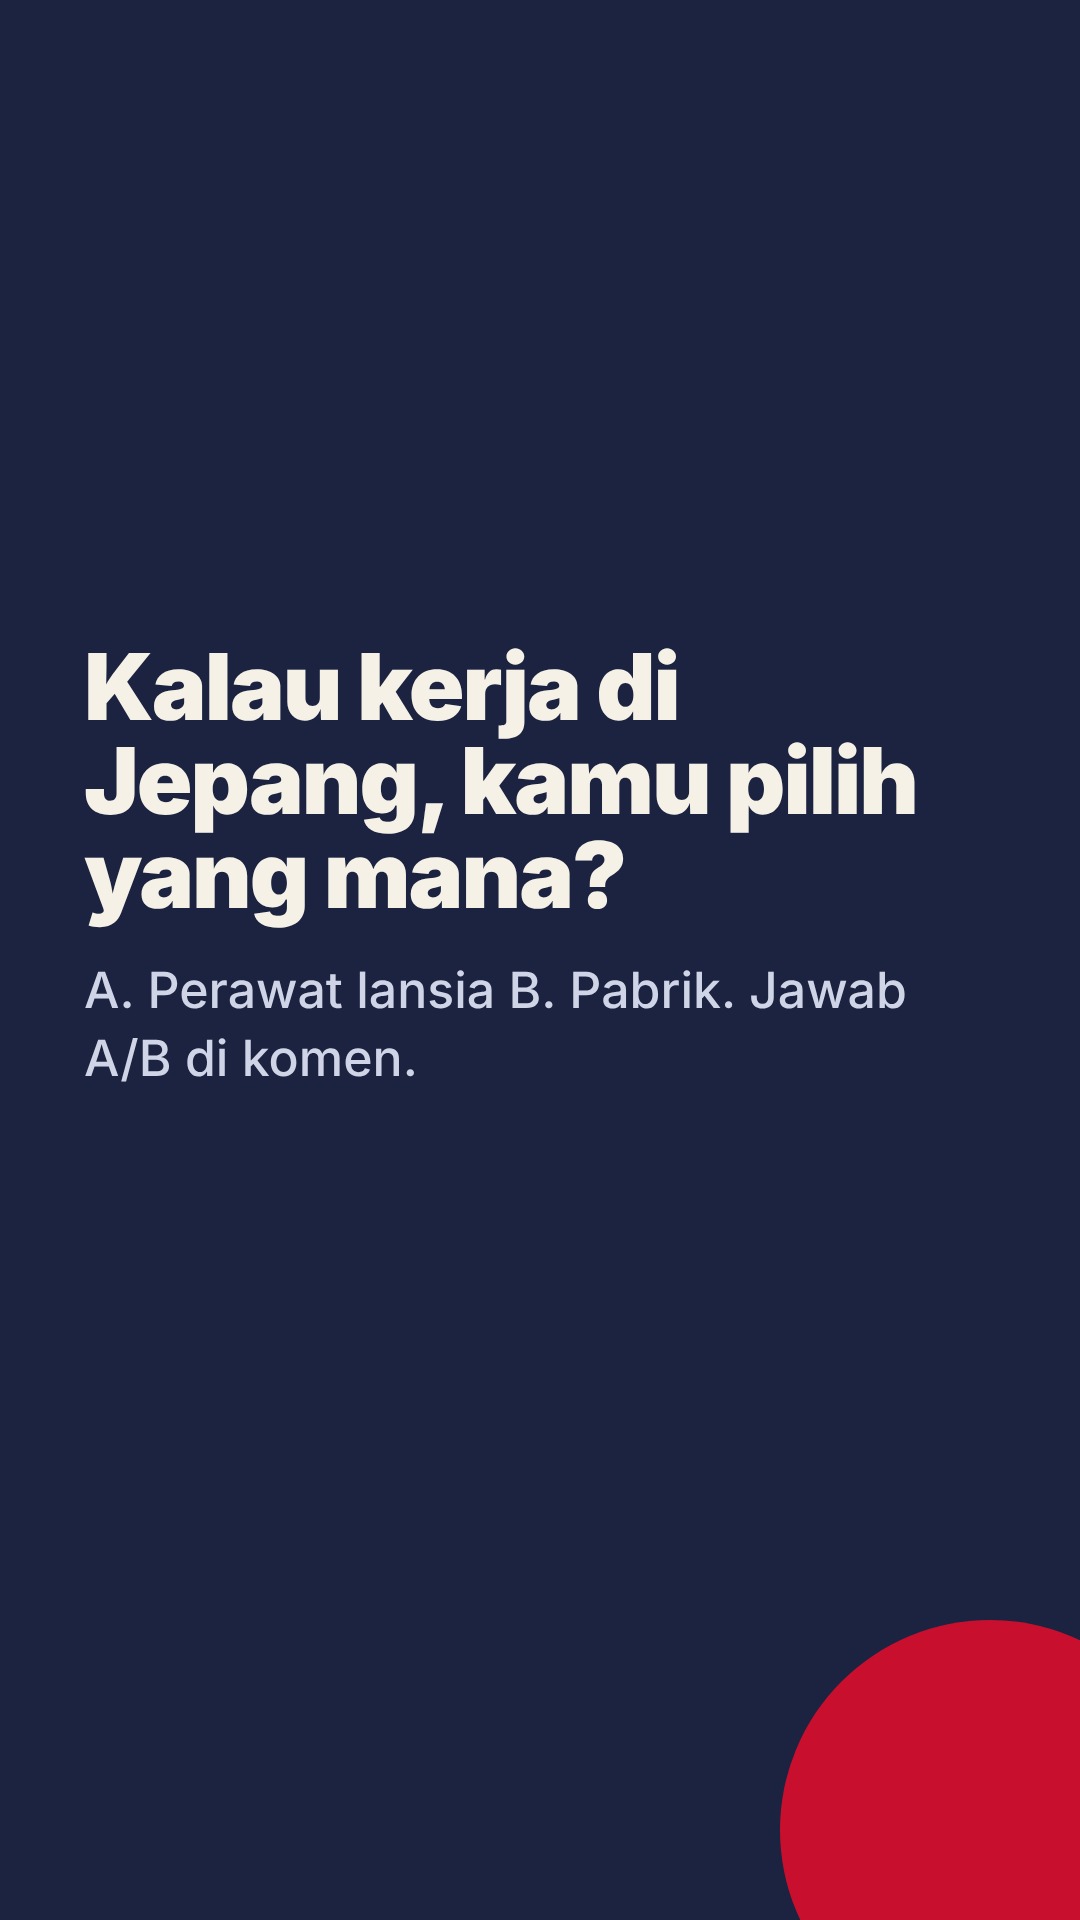 Kalau kerja di
Jepang, kamu pilih
yang mana?
A. Perawat lansia B. Pabrik. Jawab
A/B di komen.